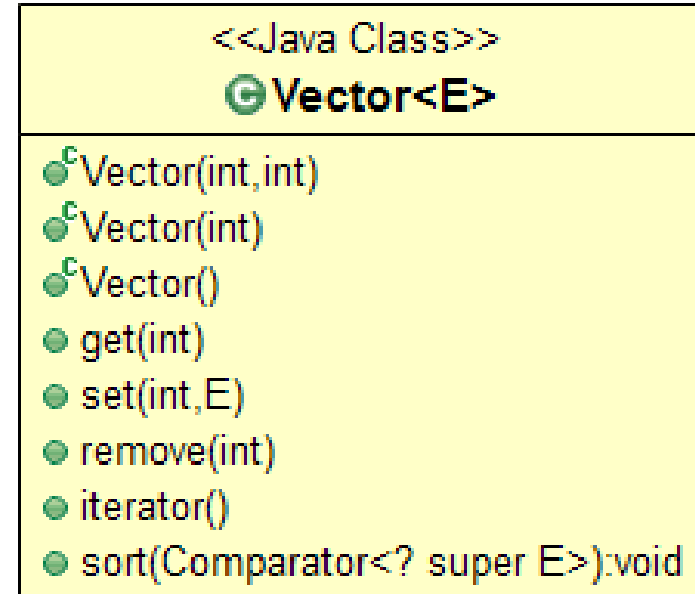 <<Java Class>>
Vector<E>
Vector(int,int)
Vector(int)
Vector()
get(int)
set(int,E)
remove(int)
iterator()
sort(Comparator<? super E>):void